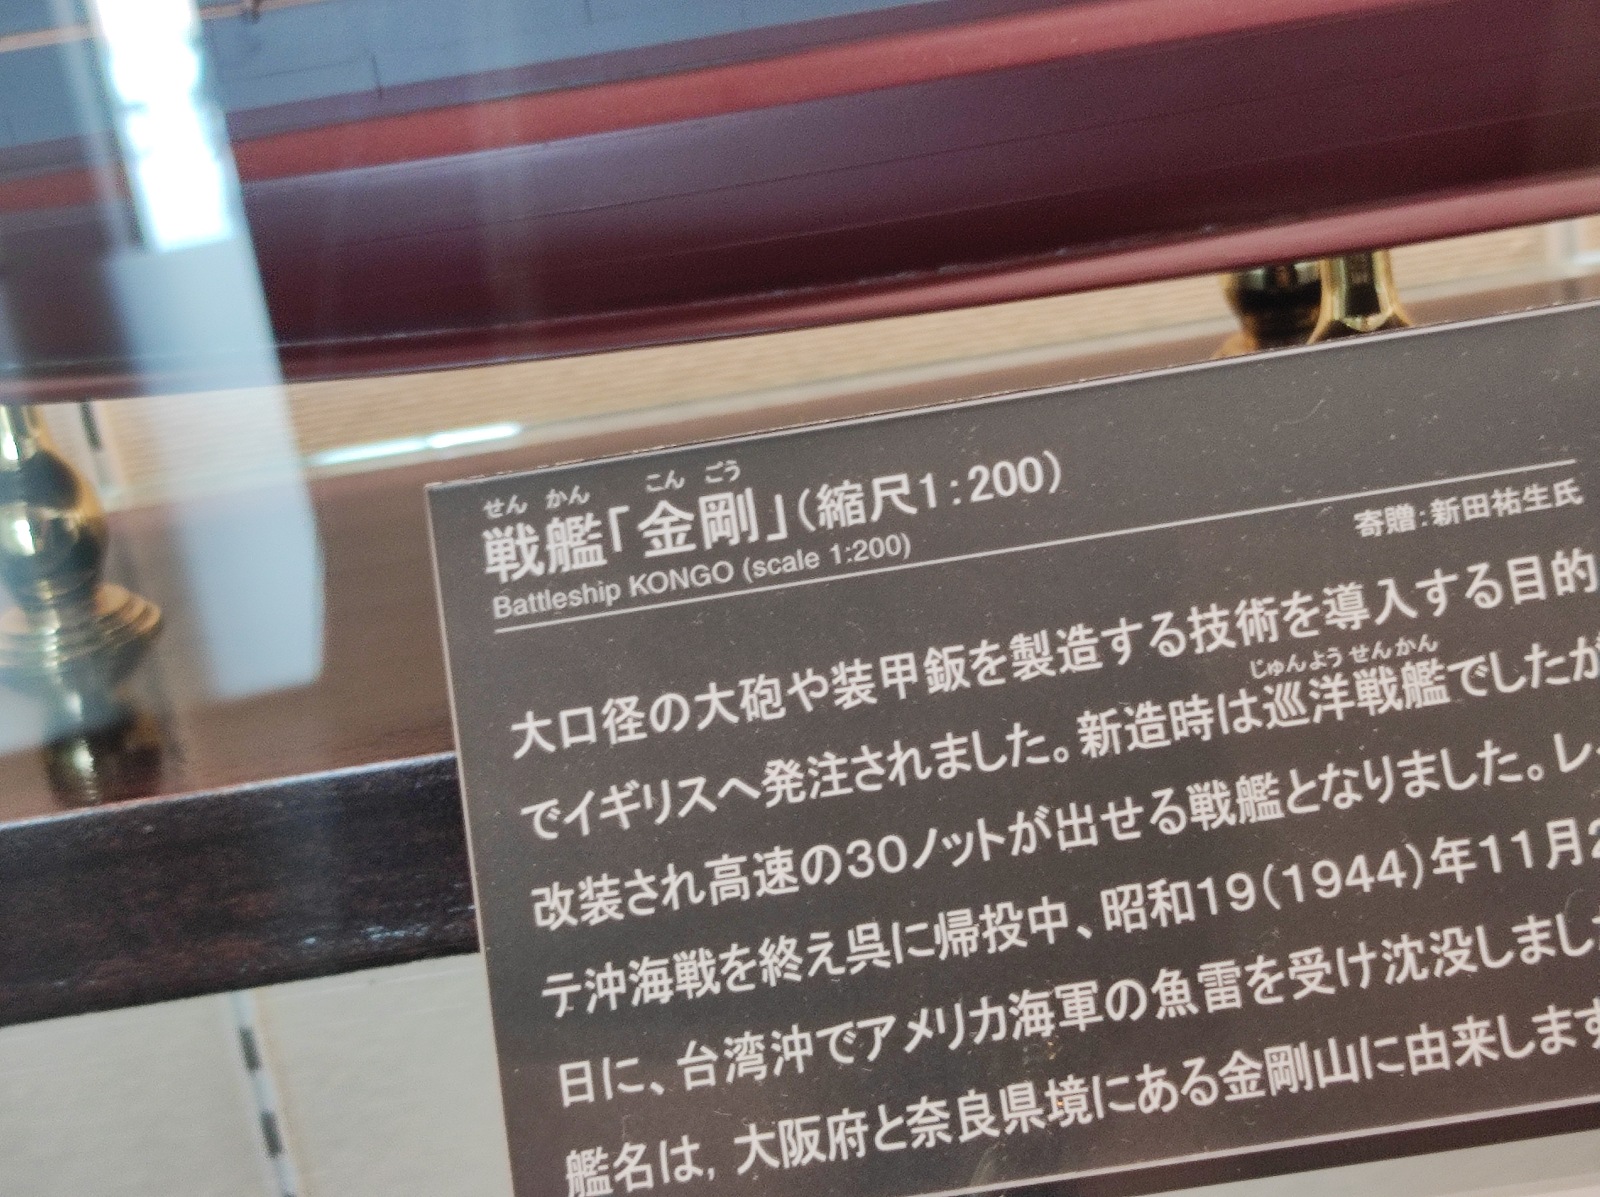 せんかん こんごう
戦艦「金剛」(縮尺1:200)
Battleship KONGO (scale 1:200)
寄贈:新田祐生氏
大口径の大砲や装甲鈑を製造する技術を導入する目的
じゅんようせんかん
でイギリスへ発注されました。新造時は巡洋戦艦でしたが
改装され高速の30ノットが出せる戦艦となりました。レ
テ沖海戦を終え呉に帰投中、昭和19(1944)年11月2
日に、台湾沖でアメリカ海軍の魚雷を受け沈没しまし
艦名は，大阪府と奈良県境にある金剛山に由来します